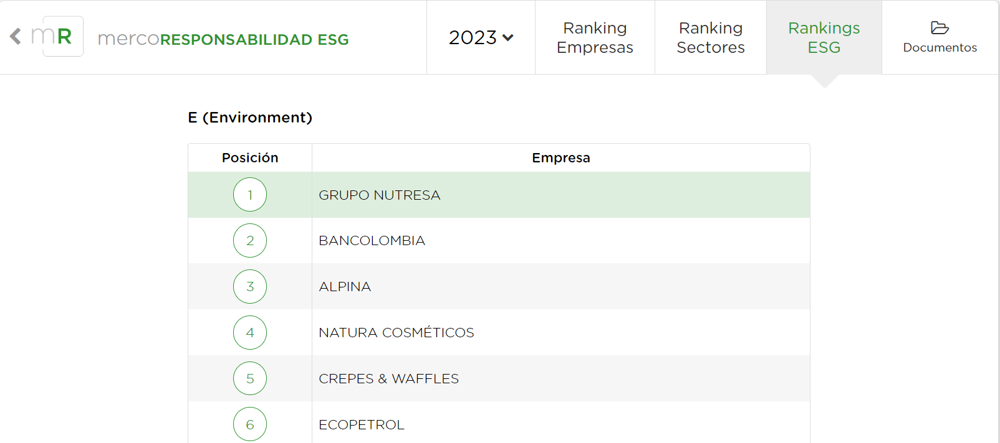 mR
mercoRESPONSABILIDAD ESG
2023
Ranking
Empresas
Ranking
Sectores
Rankings
ESG
Documentos
E (Environment)
Posición Empresa
1 GRUPO NUTRESA
2 BANCOLOMBIA
3 ALPINA
4 NATURA COSMÉTICOS
5 CREPES & WAFFLES
6 ECOPETROL